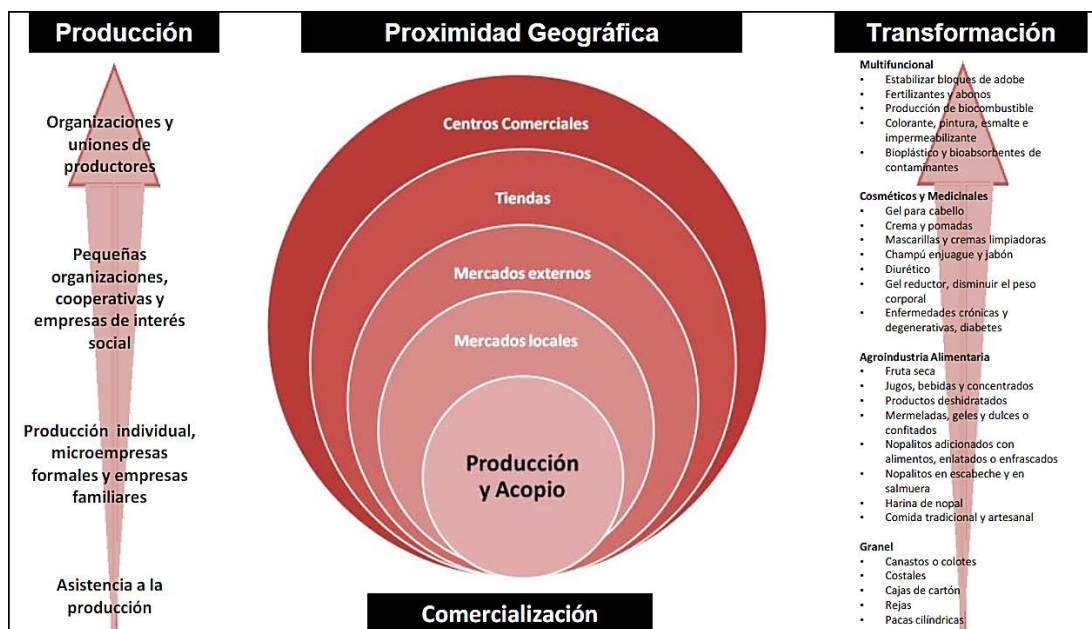 Producción
Organizaciones y
uniones de
productores
Pequeñas
organizaciones,
cooperativas y
empresas de interés
social
Producción individual,
microempresas
formales y empresas
familiares
Asistencia a la
producción
Proximidad Geográfica
Centros Comerciales
Tiendas
Mercados externos
Mercados locales
Producción
y Acopio
Comercialización
Transformación
Multifuncional
• Estabilizar bloques de adobe
• Fertilizantes y abonos
• Producción de biocombustible
• Colorante, pintura, esmalte e
impermeabilizante
• Bioplástico y bioabsorbentes de
contaminantes
Cosméticos y Medicinales
• Gel para cabello
• Crema y pomadas
• Mascarillas y cremas limpiadoras
• Champú enjuague y jabón
• Diurético
• Gel reductor, disminuir el peso
corporal
• Enfermedades crónicas y
degenerativas, diabetes
Agroindustria Alimentaria
• Fruta seca
• Jugos, bebidas y concentrados
• Productos deshidratados
• Mermeladas, geles y dulces o
confitados
• Nopalitos adicionados con
alimentos, enlatados o enfrascados
• Nopalitos en escabeche y en
salmuera
• Harina de nopal
• Comida tradicional y artesanal
Granel
• Canastos o colotes
• Costales
• Cajas de cartón
• Rejas
• Pacas cilíndricas